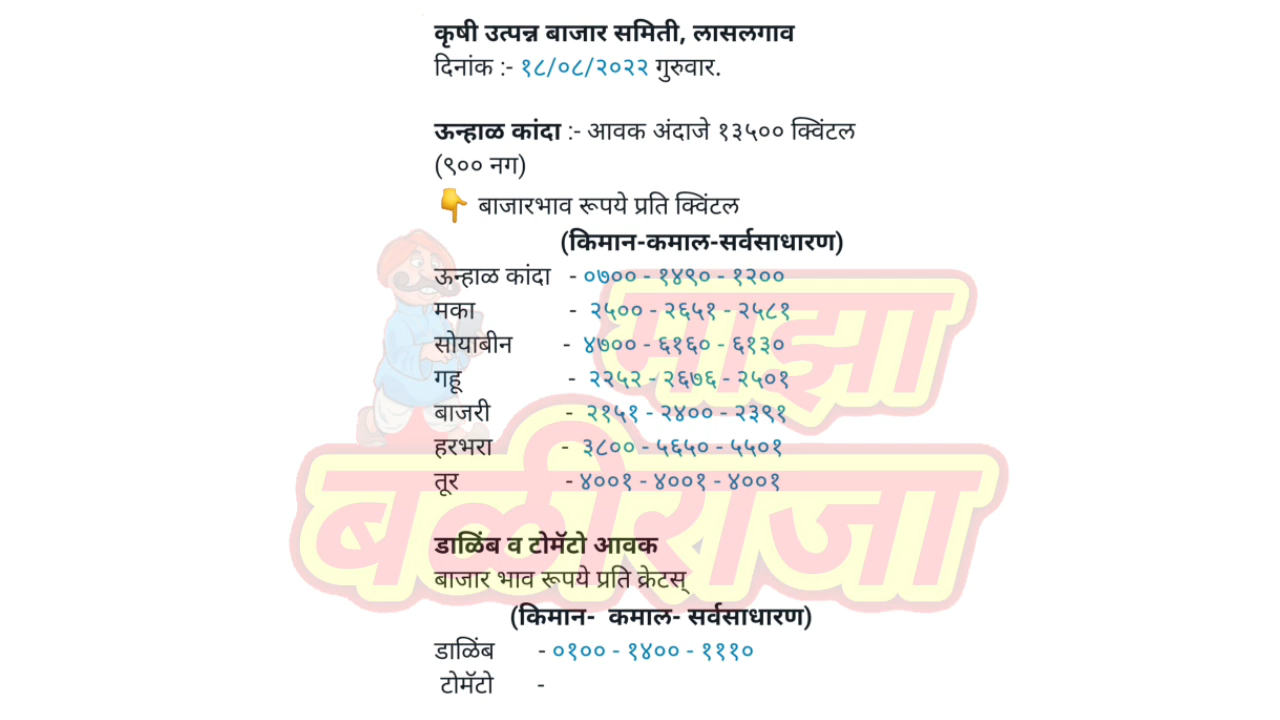 कृषी उत्पन्न बाजार समिती, लासलगाव
दिनांक :- १८/०८/२०२२ गुरुवार.
ऊन्हाळ कांदा :- आवक अंदाजे १३५०० क्विंटल
(९०० नग)
👇 बाजारभाव रूपये प्रति क्विंटल
(किमान-कमाल-सर्वसाधारण)
ऊन्हाळ कांदा - ०७०० - १४९० - १२००
मका - २५०० - २६५१ - २५८१
सोयाबीन - ४७०० - ६१६० - ६१३०
गहू - २२५२ - २६७६ - २५०१
बाजरी - २१५१ - २४०० - २३९१
हरभरा - ३८०० - ५६५० - ५५०१
तूर - ४००१ - ४००१ - ४००१
माझा
बळीराजा
डाळिंब व टोमॅटो आवक
बाजार भाव रूपये प्रति क्रेटस्
(किमान- कमाल- सर्वसाधारण)
डाळिंब - ०१०० - १४०० - १११०
टोमॅटो -